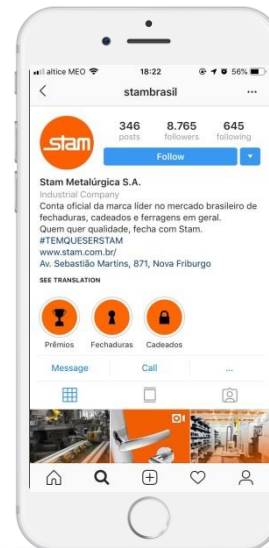 altice MEO 18:22 56%
stambrasil ...
stam
346 8.765 645
posts followers following
Follow
Stam Metalúrgica S.A.
Industrial Company
Conta oficial da marca líder no mercado brasileiro de
fechaduras, cadeados e ferragens em geral.
Quem quer qualidade, fecha com Stam.
#TEMQUESERSTAM
www.stam.com.br/
Av. Sebastião Martins, 871, Nova Friburgo
SEE TRANSLATION
Prêmios Fechaduras Cadeados
Message Call ...